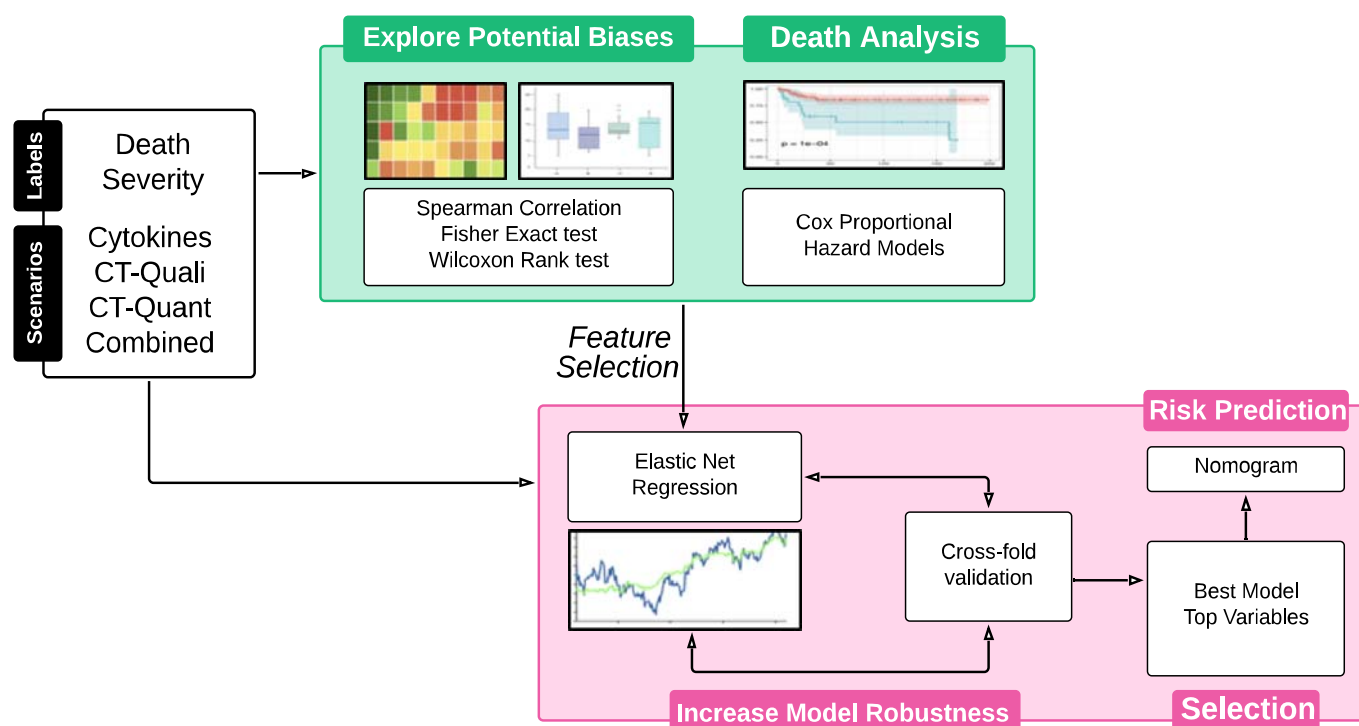 Explore Potential Biases
Death Analysis
Labels
Death
Severity
Scenarios
Cytokines
CT-Quali
CT-Quant
Combined
p = 1e-04
Spearman Correlation
Fisher Exact test
Wilcoxon Rank test
Cox Proportional
Hazard Models
Feature
Selection
Risk Prediction
Elastic Net
Regression
Nomogram
Cross-fold
validation
Best Model
Top Variables
Increase Model Robustness
Selection